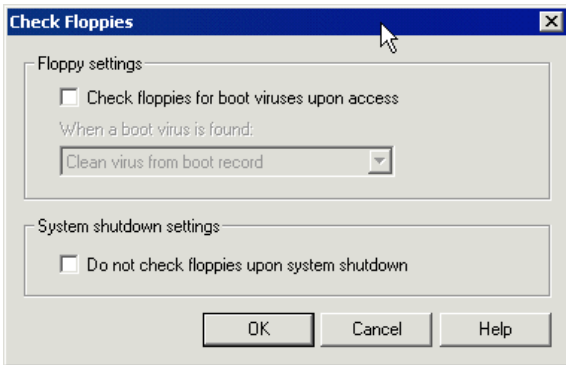 Check Floppies
Floppy settings
Check floppies for boot viruses upon access
When a boot virus is found:
Clean virus from boot record
System shutdown settings
Do not check floppies upon system shutdown
OK Cancel Help